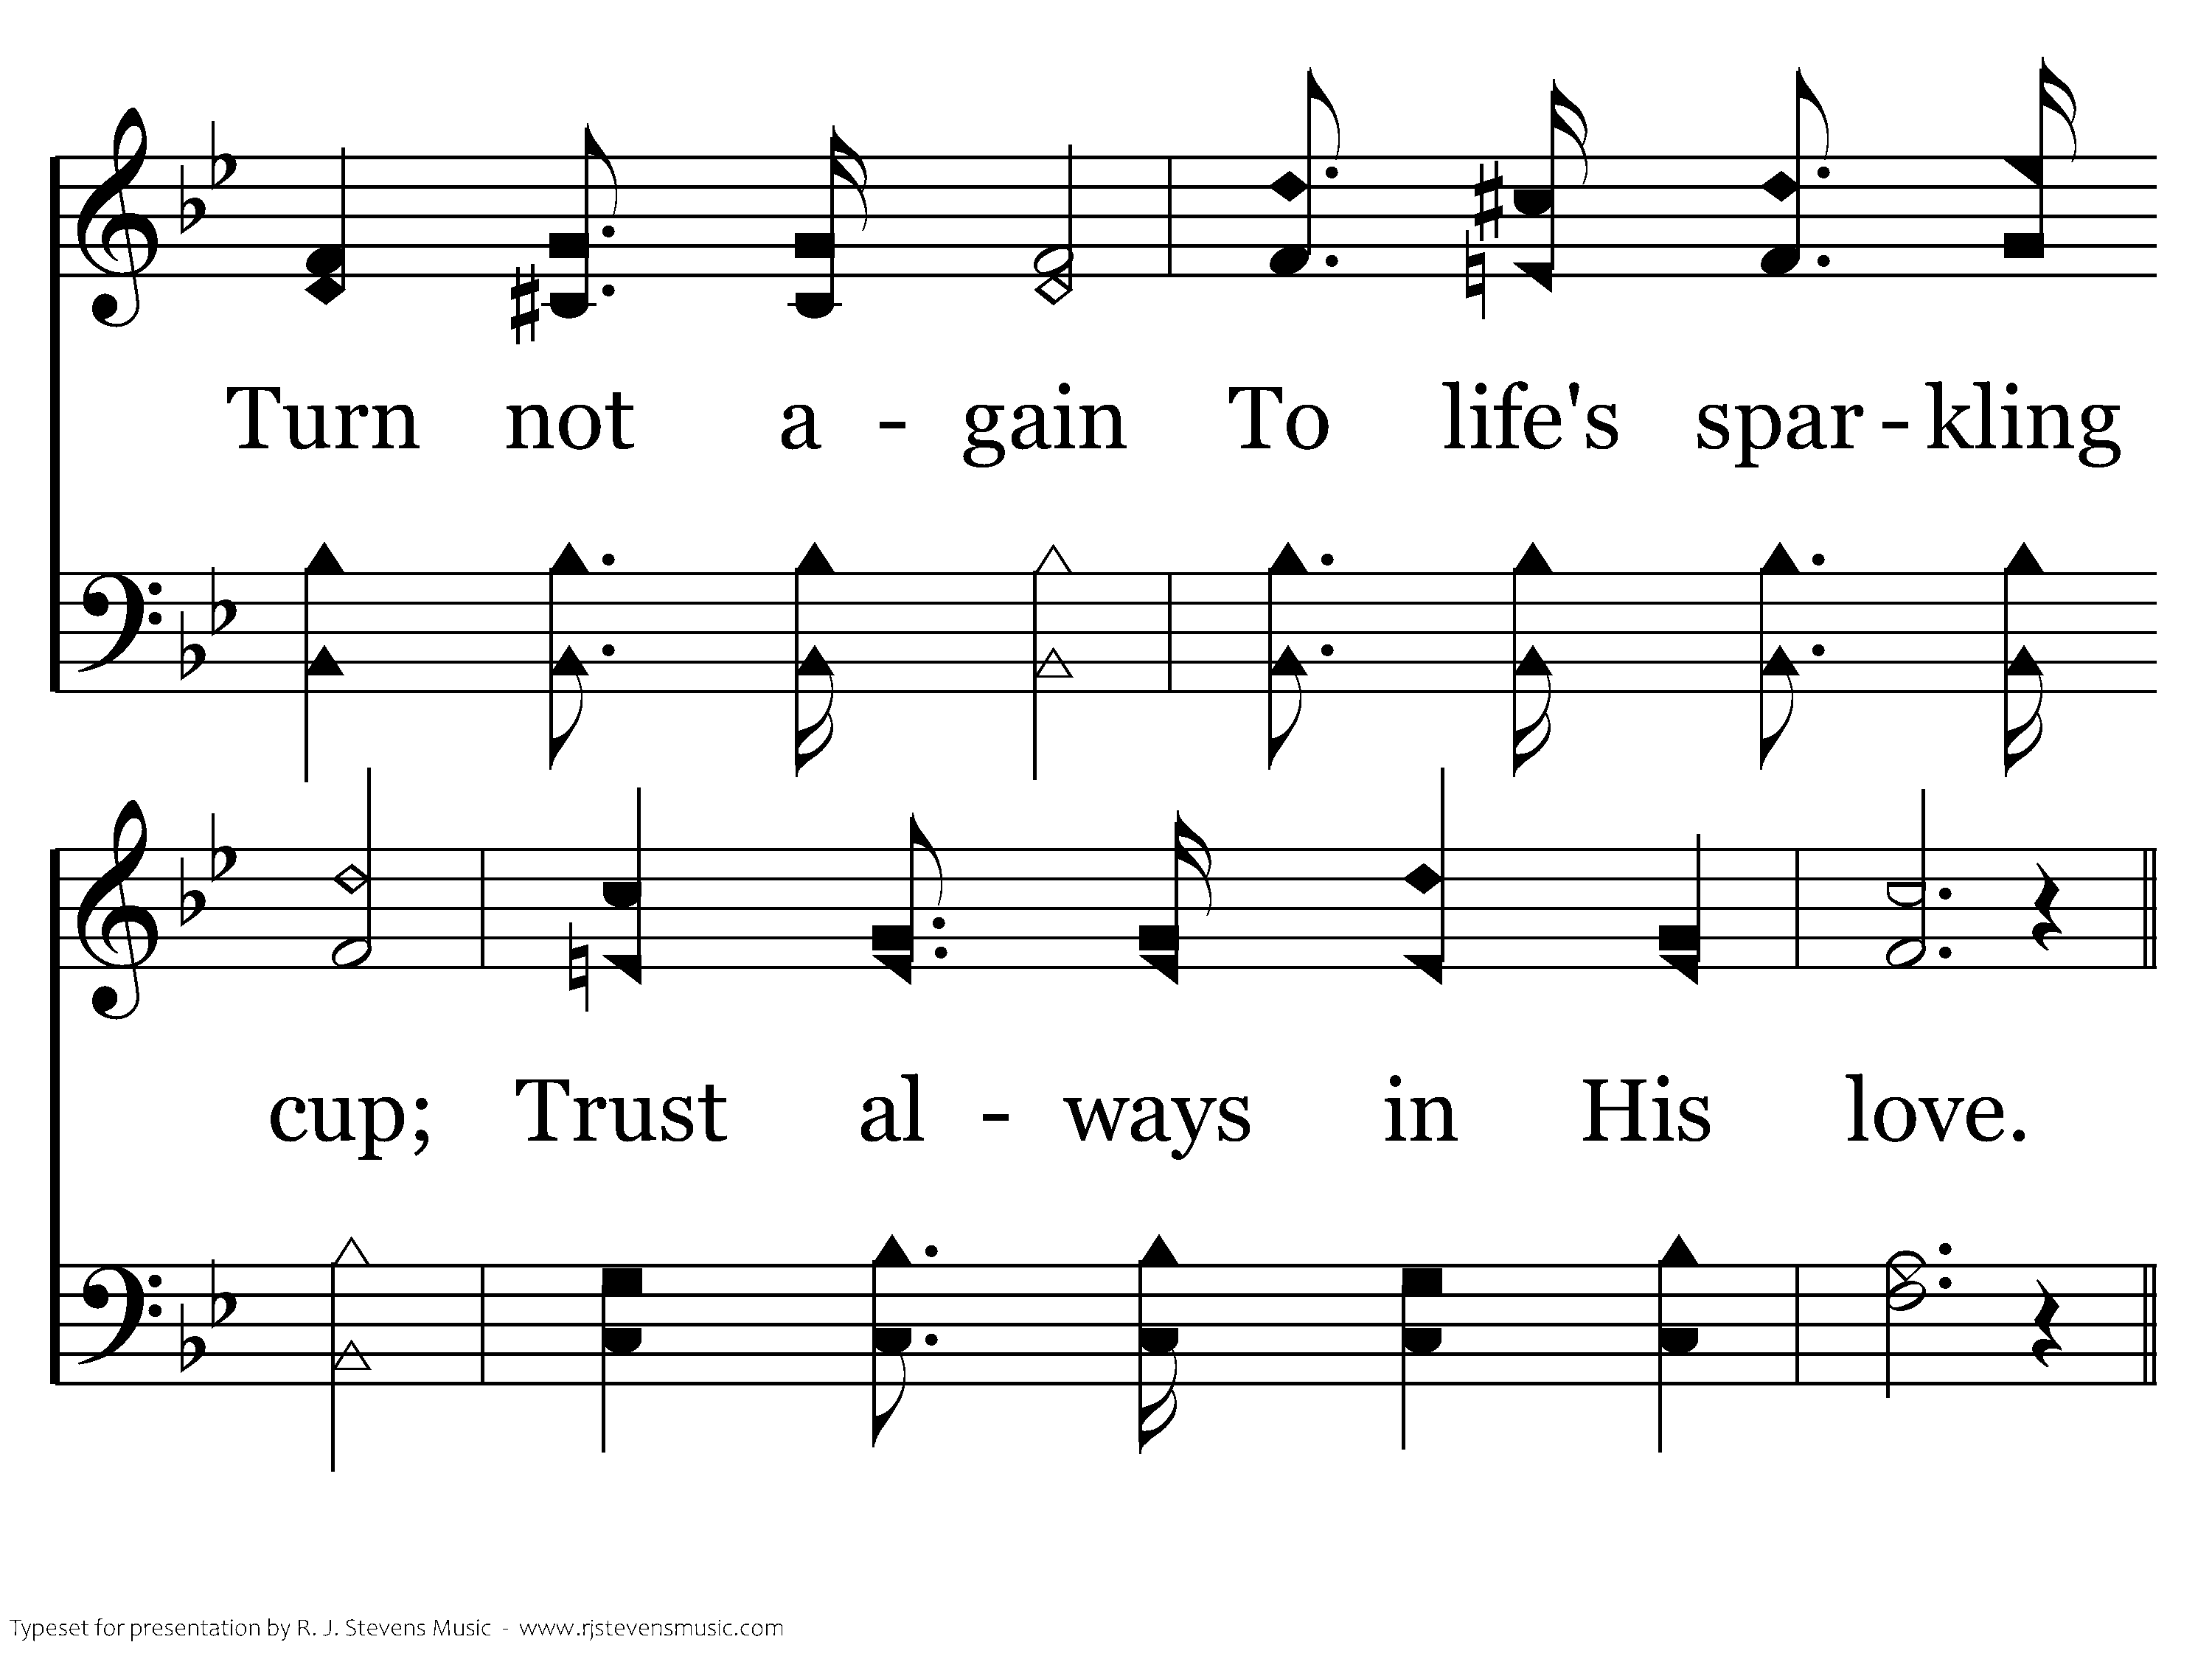 Turn not a - gain To life's spar - kling
cup; Trust al - ways in His love.
Typeset for presentation by R. J. Stevens Music - www.rjstevensmusic.com